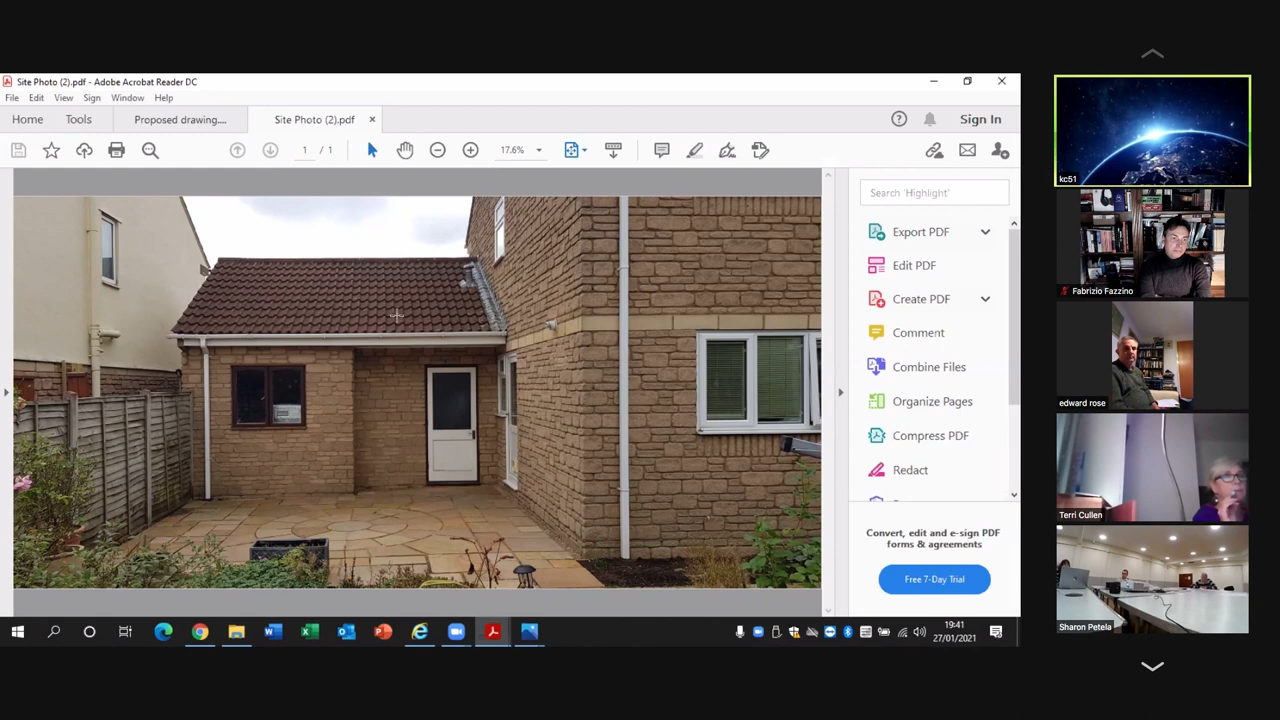 Site Photo (2).pdf - Adobe Acrobat Reader DC
File Edit View Sign Window Help
Home Tools Proposed drawing.... Site Photo (2).pdf Sign In
1 / 1 17.6%
Search 'Highlight'
Export PDF
Edit PDF
Create PDF
Comment
Combine Files
Organize Pages
Compress PDF
Redact
Convert, edit and e-sign PDF
forms & agreements
Free 7-Day Trial
19:41
27/01/2021
kc51
Fabrizio Fazzino
edward rose
Terri Cullen
Sharon Petela